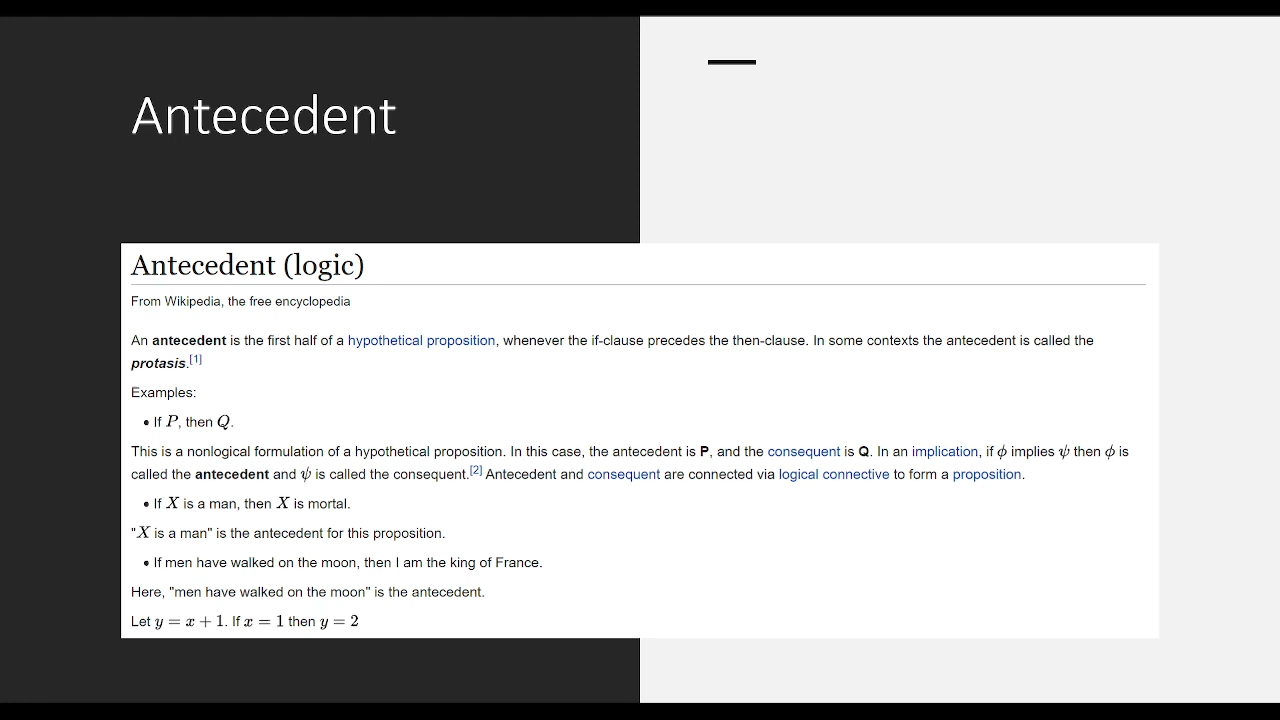 Antecedent
Antecedent (logic)
From Wikipedia, the free encyclopedia
An antecedent is the first half of a hypothetical proposition, whenever the if-clause precedes the then-clause. In some contexts the antecedent is called the
protasis.[1]
Examples:
• If P, then Q.
This is a nonlogical formulation of a hypothetical proposition. In this case, the antecedent is P, and the consequent is Q. In an implication, if ϕ implies ψ then ϕ is
called the antecedent and ψ is called the consequent.[2] Antecedent and consequent are connected via logical connective to form a proposition.
• If X is a man, then X is mortal.
"X is a man" is the antecedent for this proposition.
• If men have walked on the moon, then I am the king of France.
Here, "men have walked on the moon" is the antecedent.
Let y = x + 1. If x = 1 then y = 2